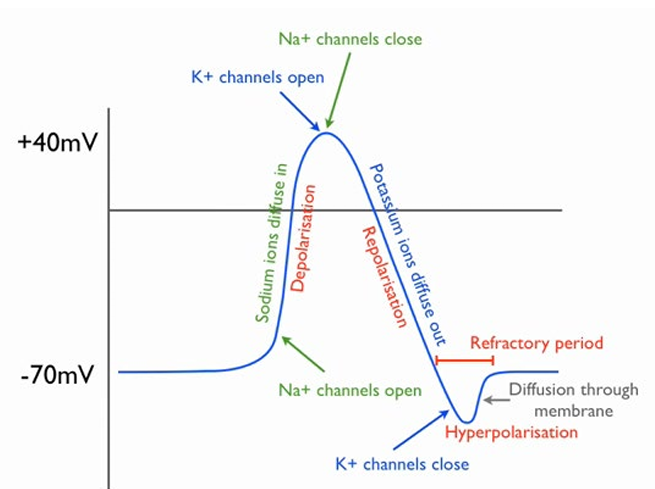 Na+ channels close
K+ channels open
+40mV
Sodium ions diffuse in
Depolarisation
Potassium ions diffuse out
Repolarisation
Refractory period
-70mV
Na+ channels open
Diffusion through
membrane
Hyperpolarisation
K+ channels close